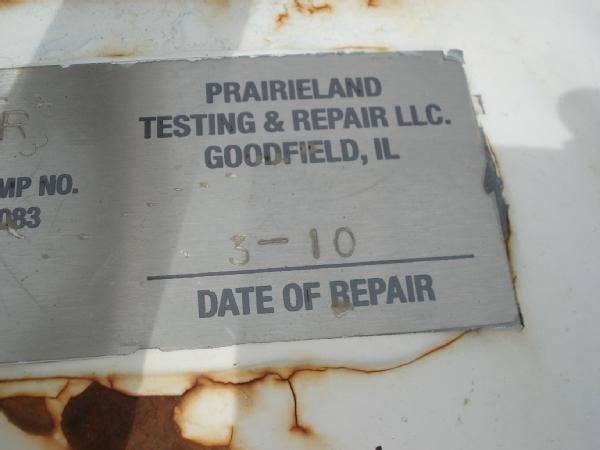 PRAIRIELAND
TESTING & REPAIR LLC.
GOODFIELD, IL
R
MP NO.
083
3-10
DATE OF REPAIR